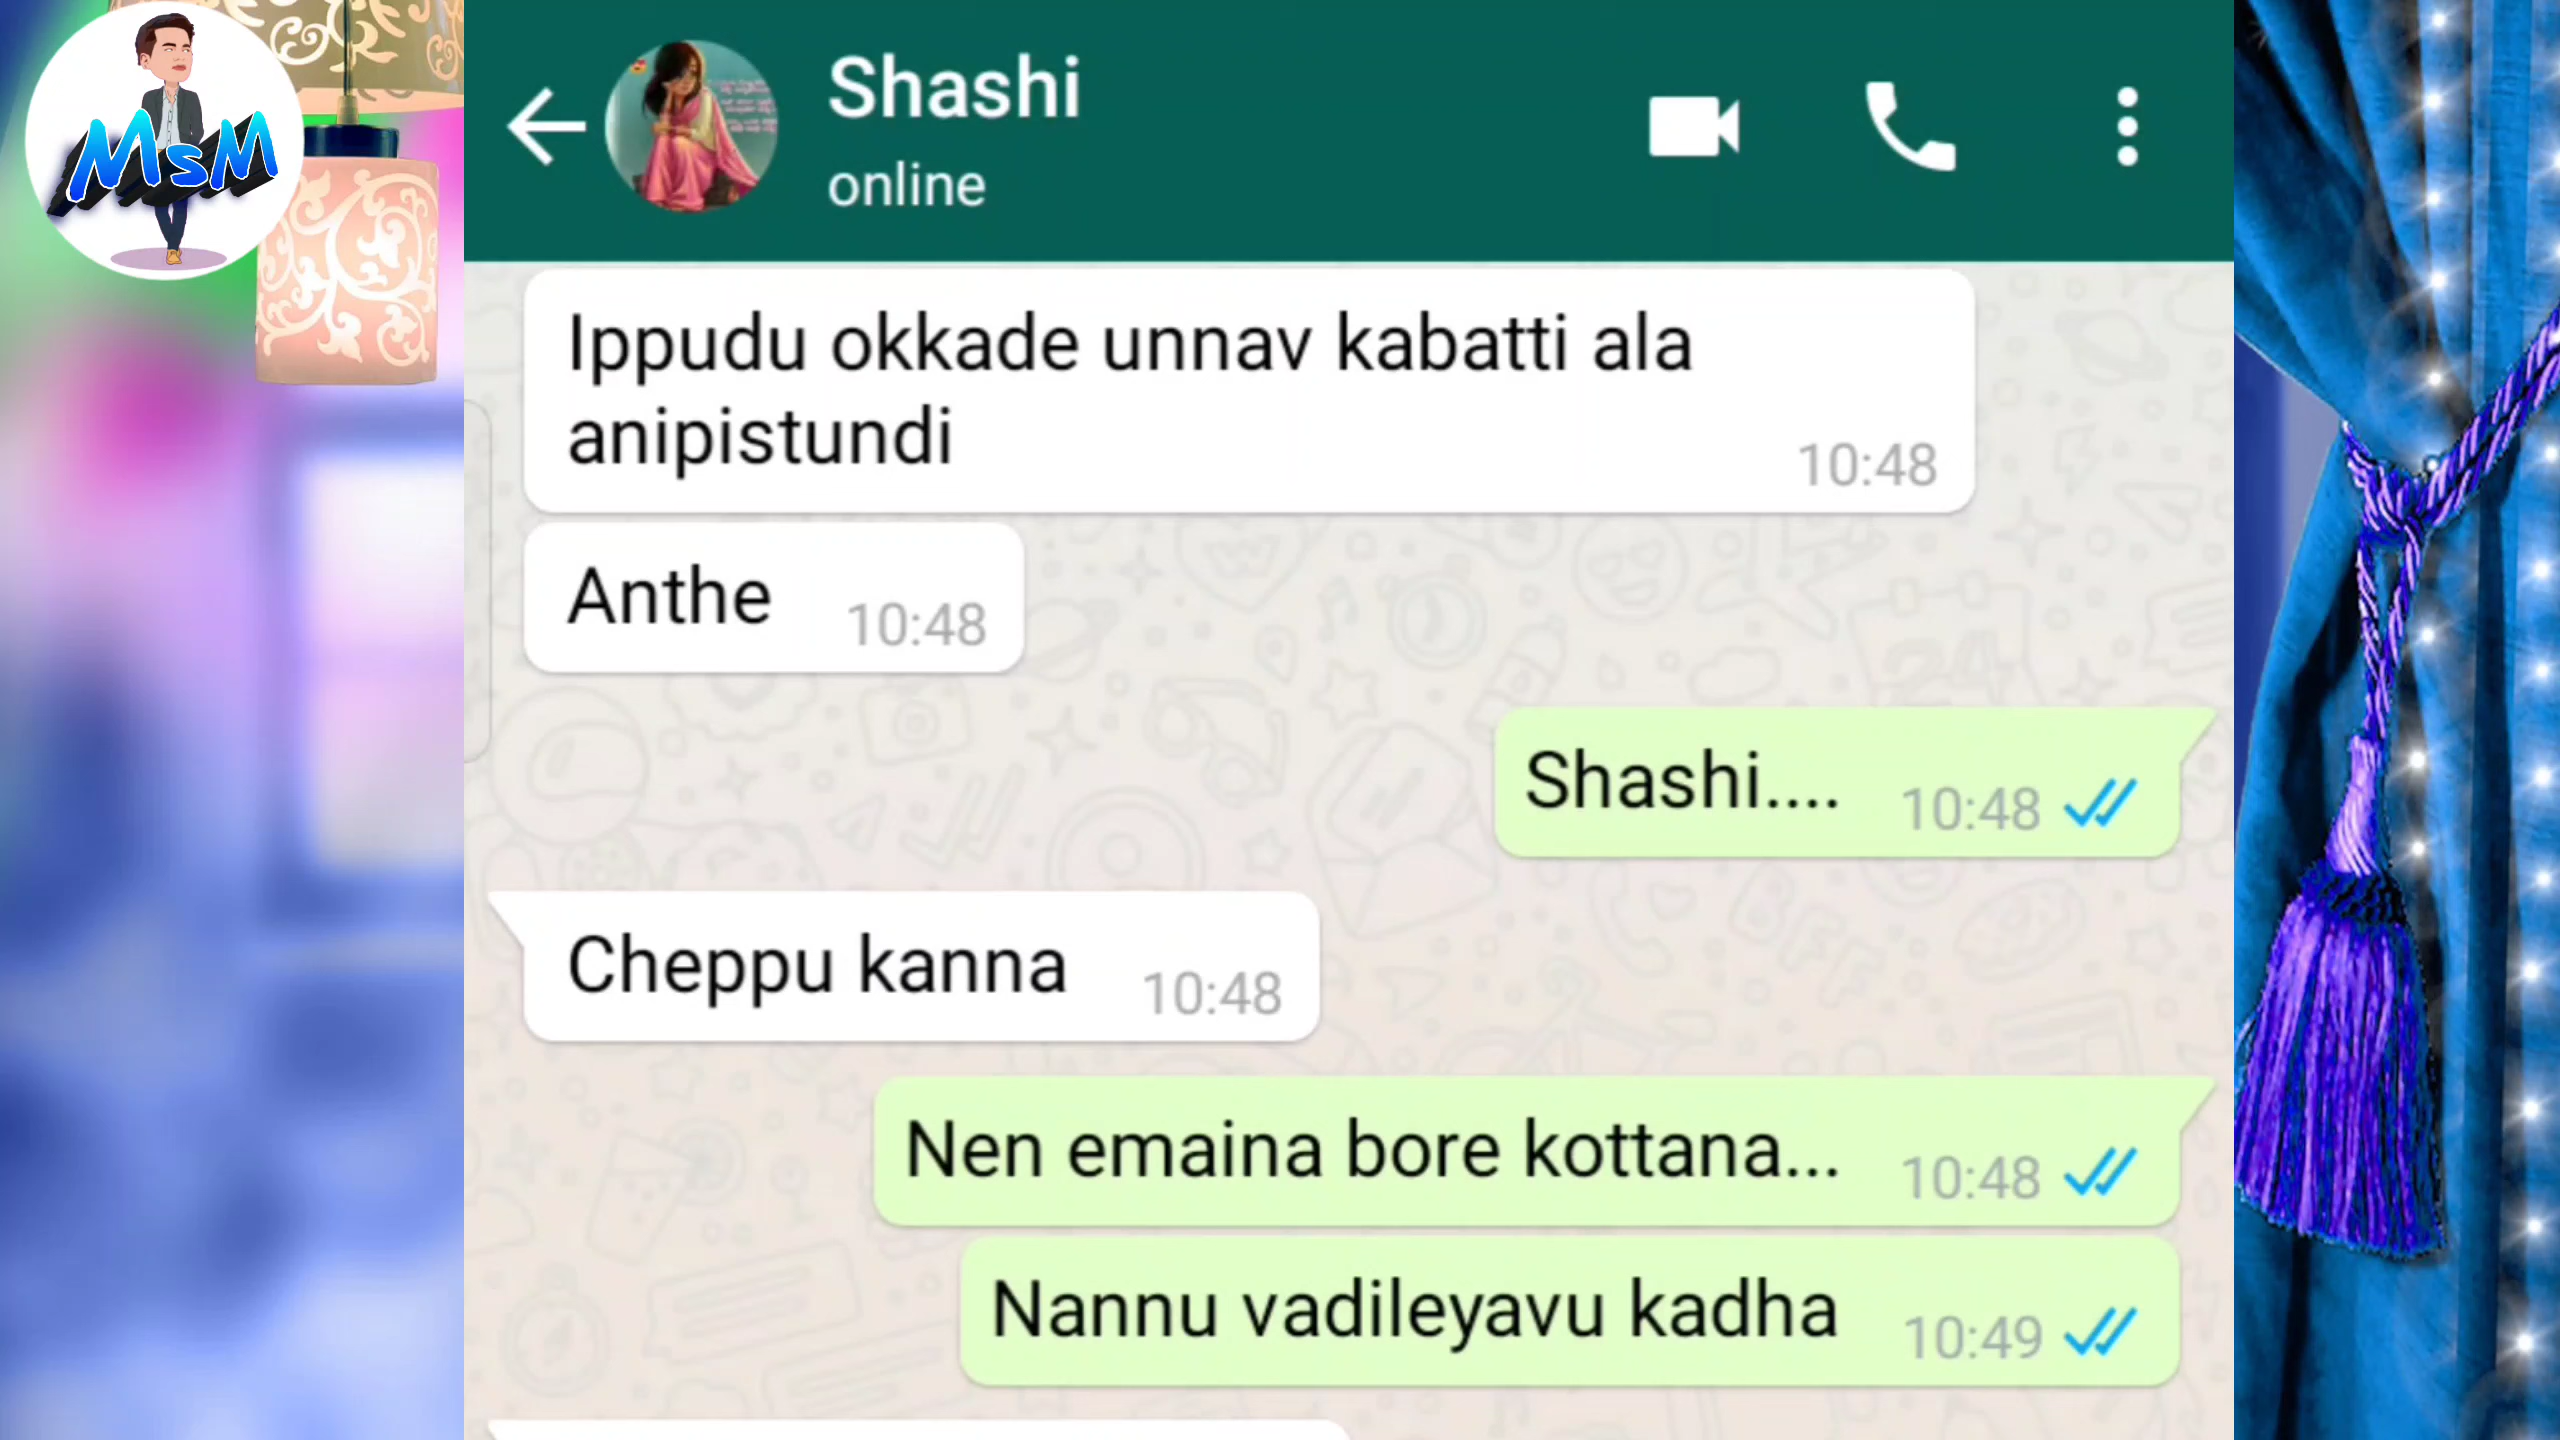 MSM
Shashi
online
Ippudu okkade unnav kabatti ala
anipistundi
10:48
Anthe 10:48
Shashi.... 10:48
Cheppu kanna 10:48
Nen emaina bore kottana... 10:48
Nannu vadileyavu kadha 10:49